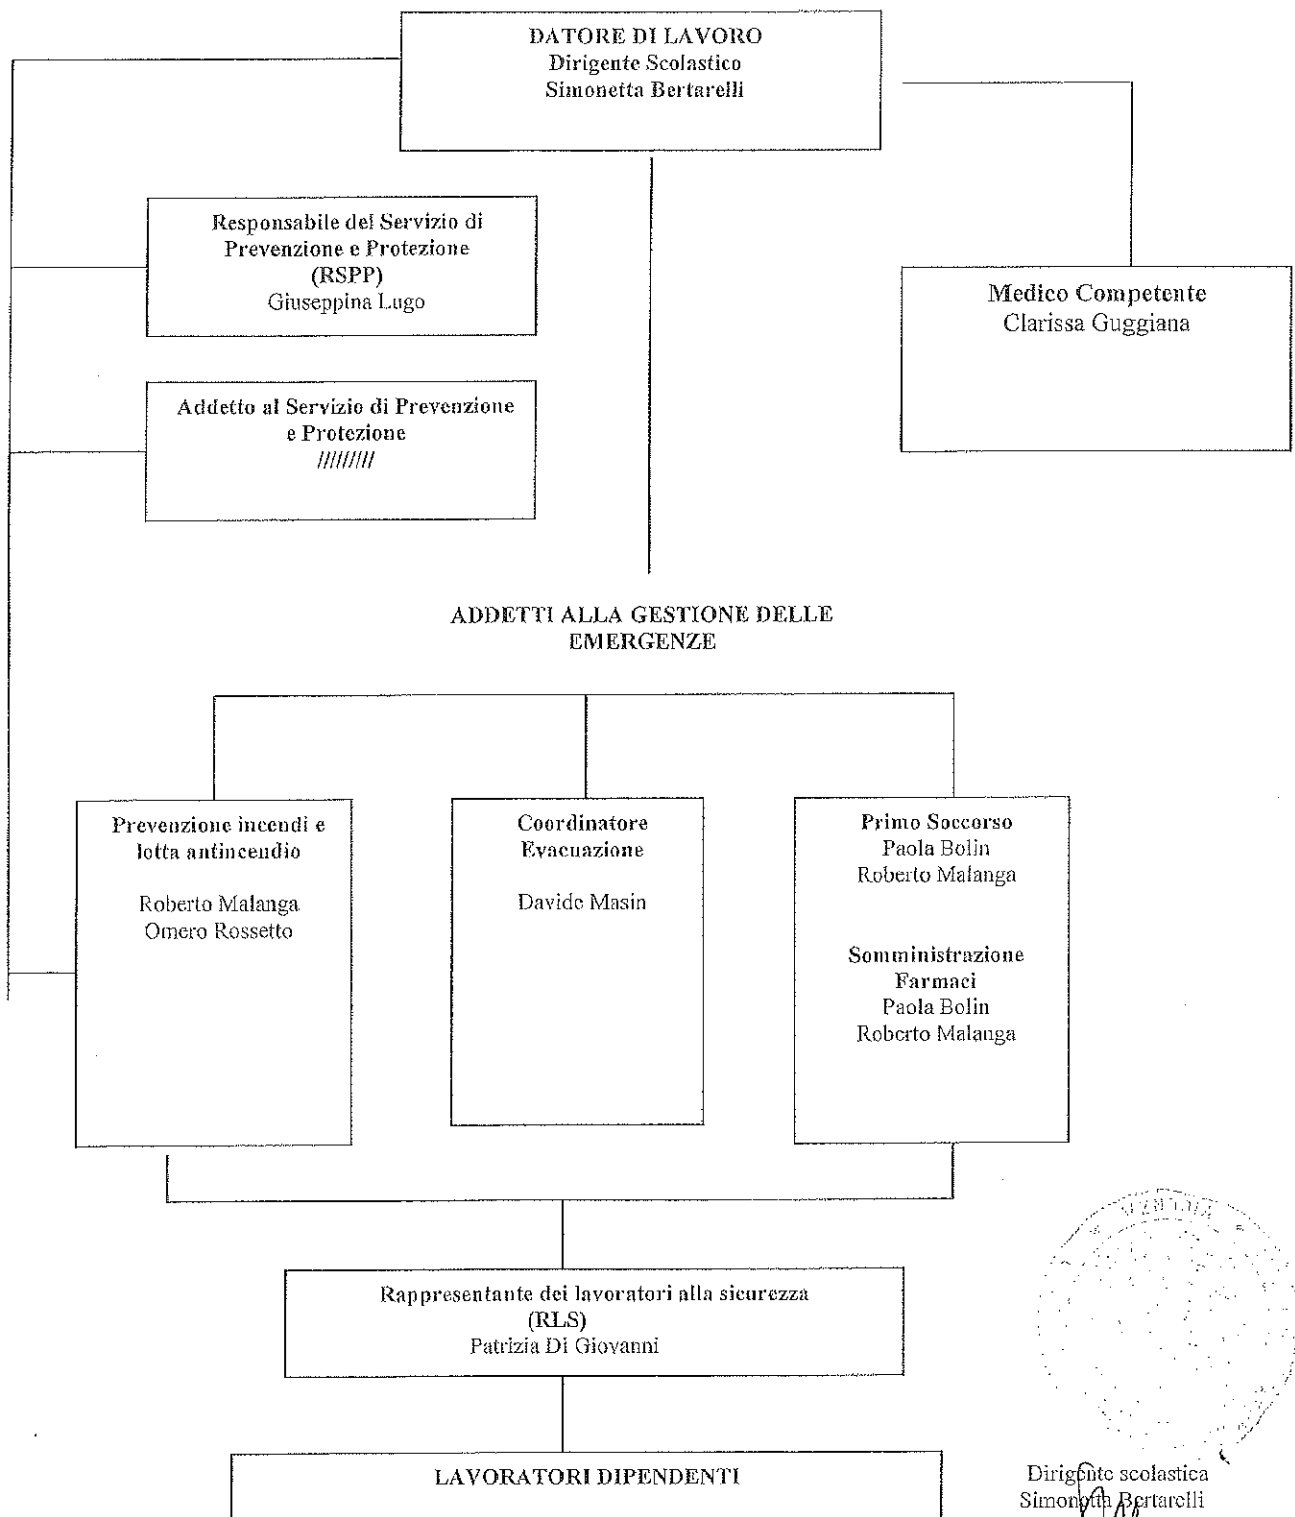 DATORE DI LAVORO
Dirigente Scolastico
Simonetta Bertarelli
Responsabile del Servizio di
Prevenzione e Protezione
(RSPP)
Giuseppina Lugo
Medico Competente
Clarissa Guggiana
Addetto al Servizio di Prevenzione
e Protezione
/////////
ADDETTI ALLA GESTIONE DELLE
EMERGENZE
Prevenzione incendi e
lotta antincendio
Roberto Malanga
Omero Rossetto
Coordinatore
Evacuazione
Davide Masin
Primo Soccorso
Paola Bolin
Roberto Malanga
Somministrazione
Farmaci
Paola Bolin
Roberto Malanga
Rappresentante dei lavoratori alla sicurezza
(RLS)
Patrizia Di Giovanni
LAVORATORI DIPENDENTI
Dirigente scolastica
Simonetta Bertarelli